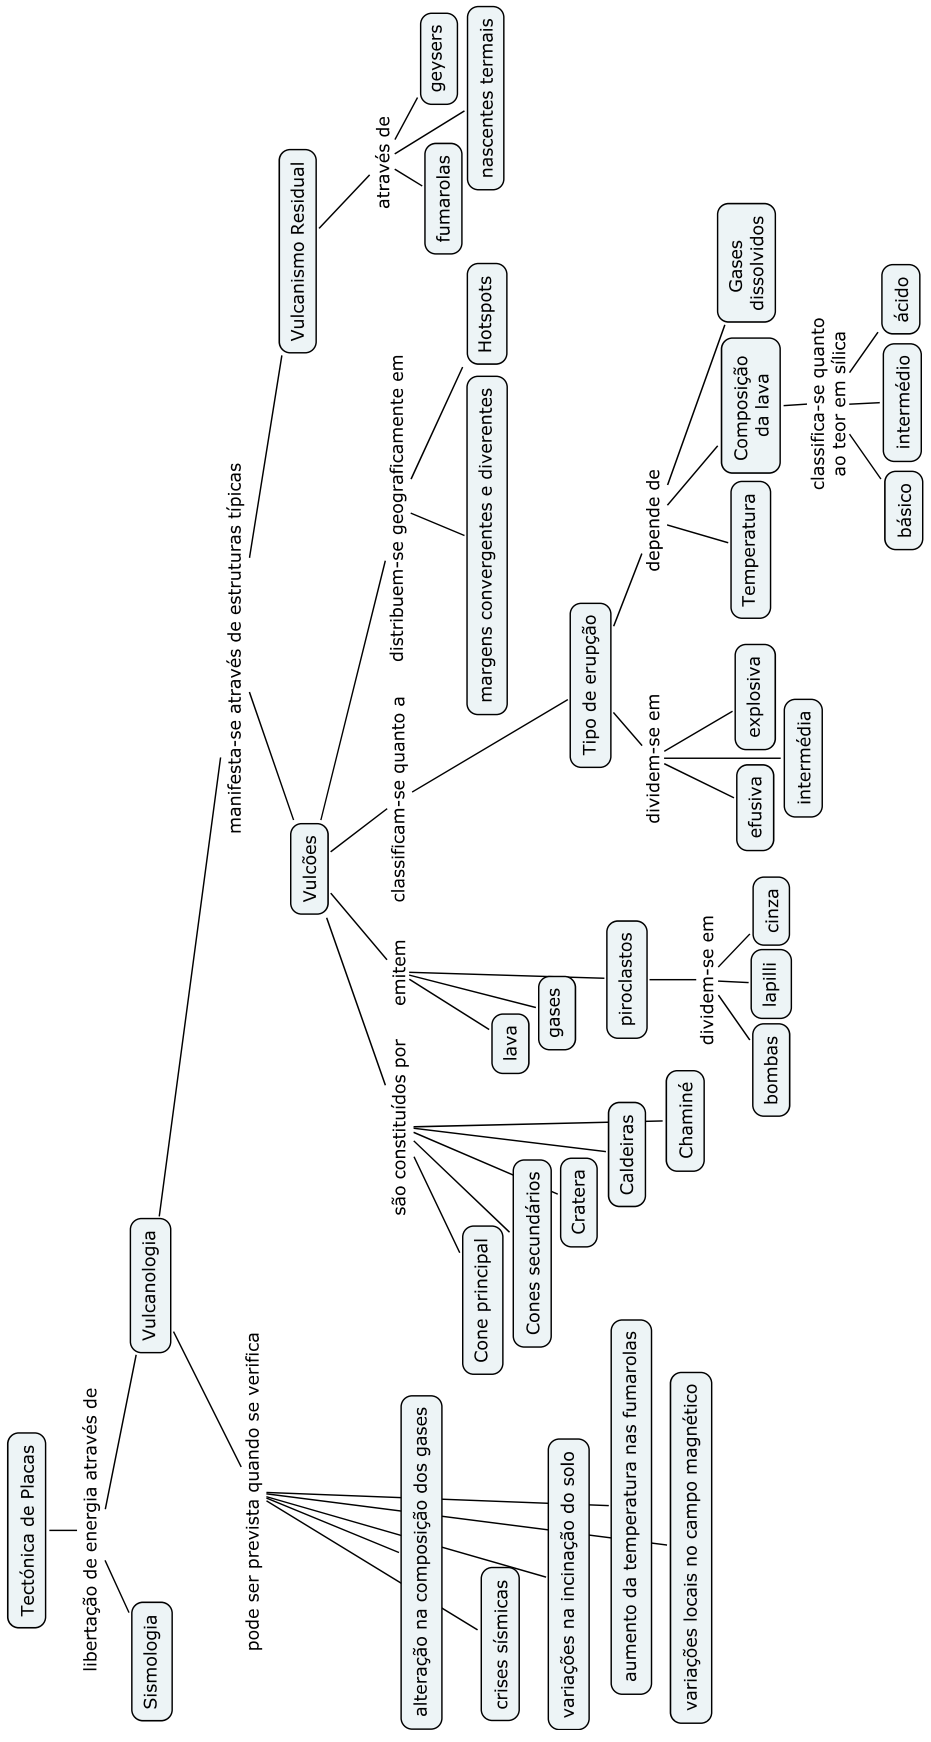 Tectónica de Placas
libertação de energia através de
Sismologia
Vulcanologia
pode ser prevista quando se verifica
alteração na composição dos gases
crises sísmicas
variações na incinação do solo
aumento da temperatura nas fumarolas
variações locais no campo magnético
manifesta-se através de estruturas típicas
Vulcões
Vulcanismo Residual
são constituídos por
Cone principal
Cones secundários
Cratera
Caldeiras
Chaminé
emitem
lava
gases
piroclastos
dividem-se em
bombas
lapilli
cinza
classificam-se quanto a
Tipo de erupção
dividem-se em
efusiva
intermédia
explosiva
depende de
Temperatura
Composição
da lava
Gases
dissolvidos
classifica-se quanto
ao teor em sílica
básico
intermédio
ácido
distribuem-se geograficamente em
margens convergentes e diverentes
Hotspots
através de
fumarolas
nascentes termais
geysers